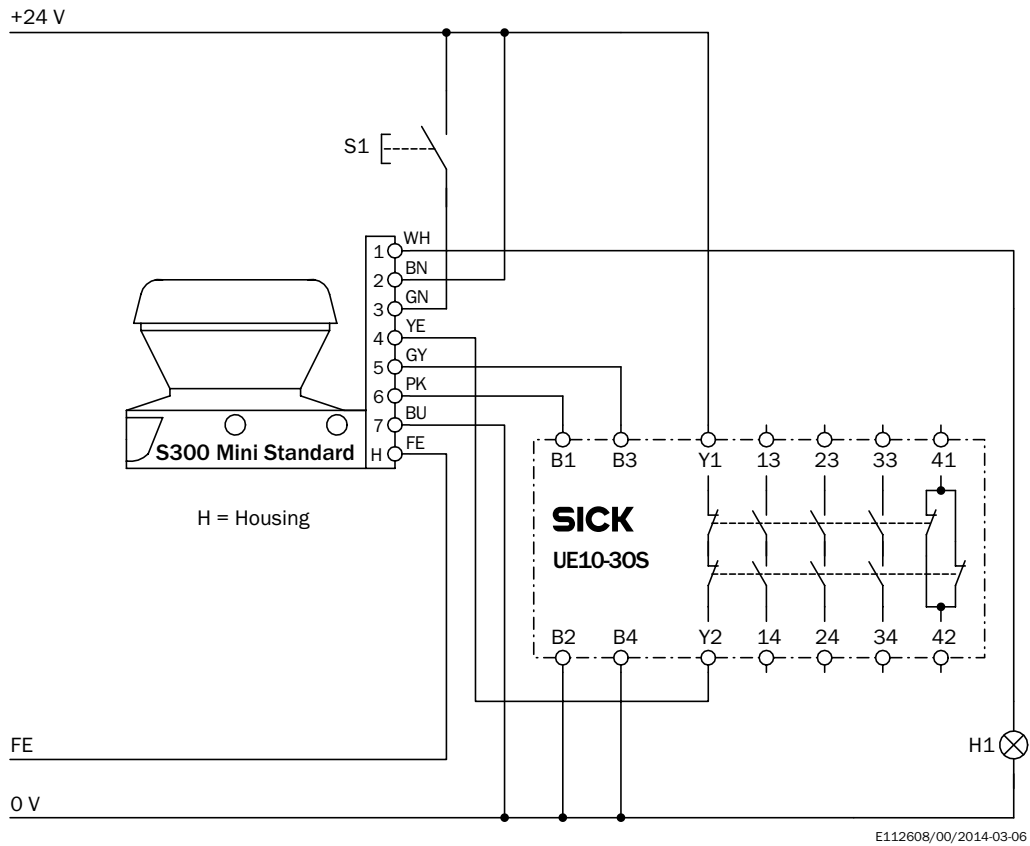 +24 V
S1
1 WH
2 BN
3 GN
4 YE
5 GY
6 PK
7 BU
H FE
S300 Mini Standard
H = Housing
B1 B3 Y1 13 23 33 41
SICK
UE10-30S
B2 B4 Y2 14 24 34 42
FE
H1
0 V
E112608/00/2014-03-06